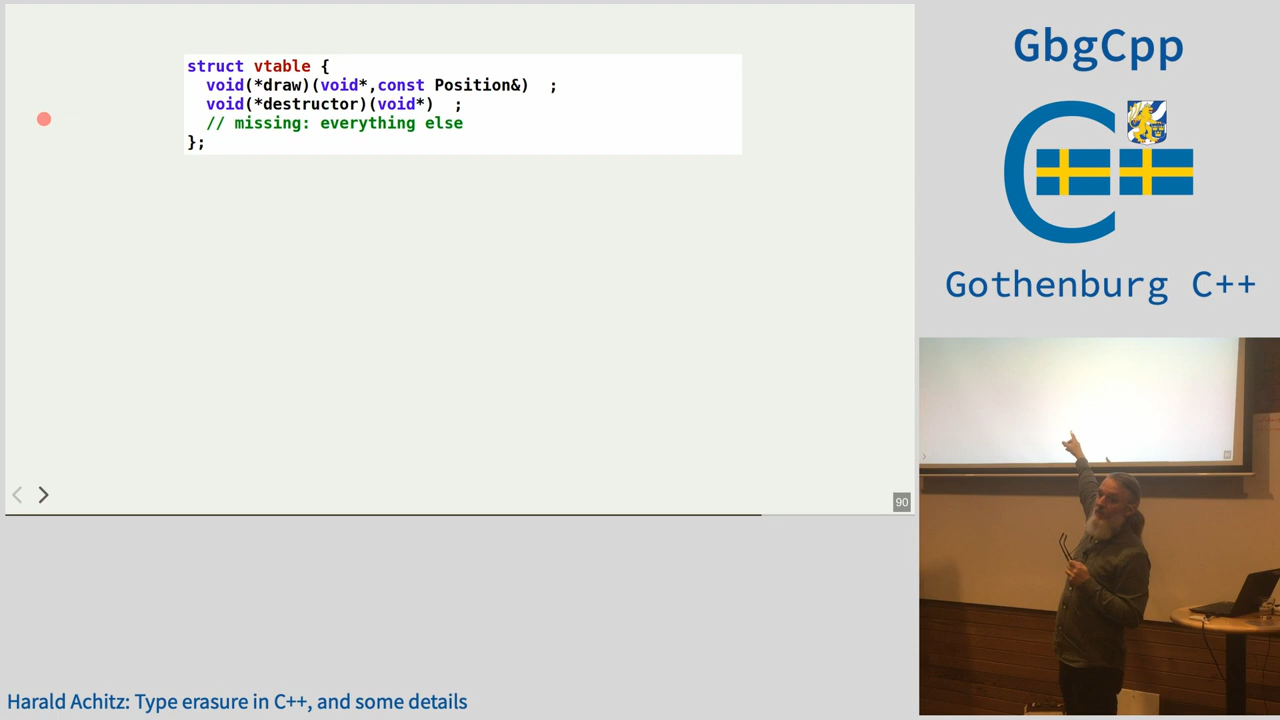 struct vtable {
  void(*draw)(void*,const Position&)  ;
  void(*destructor)(void*)  ;
  // missing: everything else
};
90
GbgCpp
C++
Gothenburg C++
Harald Achitz: Type erasure in C++, and some details